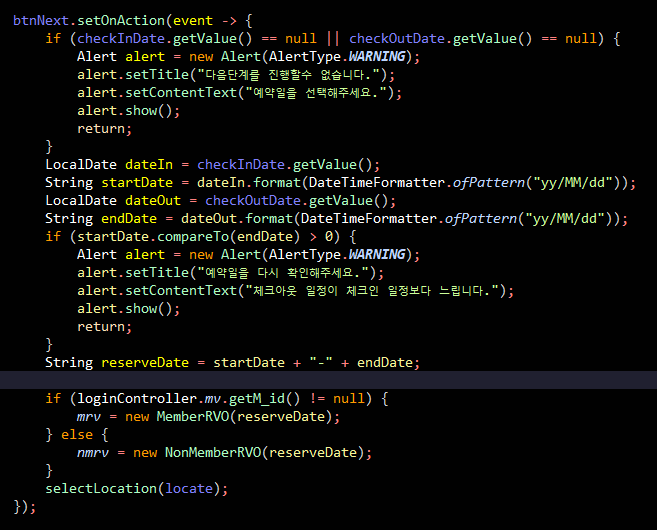 btnNext.setOnAction(event -> {
    if (checkInDate.getValue() == null || checkOutDate.getValue() == null) {
        Alert alert = new Alert(AlertType.WARNING);
        alert.setTitle("다음단계를 진행할수 없습니다.");
        alert.setContentText("예약일을 선택해주세요.");
        alert.show();
        return;
    }
    LocalDate dateIn = checkInDate.getValue();
    String startDate = dateIn.format(DateTimeFormatter.ofPattern("yy/MM/dd"));
    LocalDate dateOut = checkOutDate.getValue();
    String endDate = dateOut.format(DateTimeFormatter.ofPattern("yy/MM/dd"));
    if (startDate.compareTo(endDate) > 0) {
        Alert alert = new Alert(AlertType.WARNING);
        alert.setTitle("예약일을 다시 확인해주세요.");
        alert.setContentText("체크아웃 일정이 체크인 일정보다 느립니다.");
        alert.show();
        return;
    }
    String reserveDate = startDate + "-" + endDate;

    if (loginController.mv.getM_id() != null) {
        mrv = new MemberRVO(reserveDate);
    } else {
        nmrv = new NonMemberRVO(reserveDate);
    }
    selectLocation(locate);
});